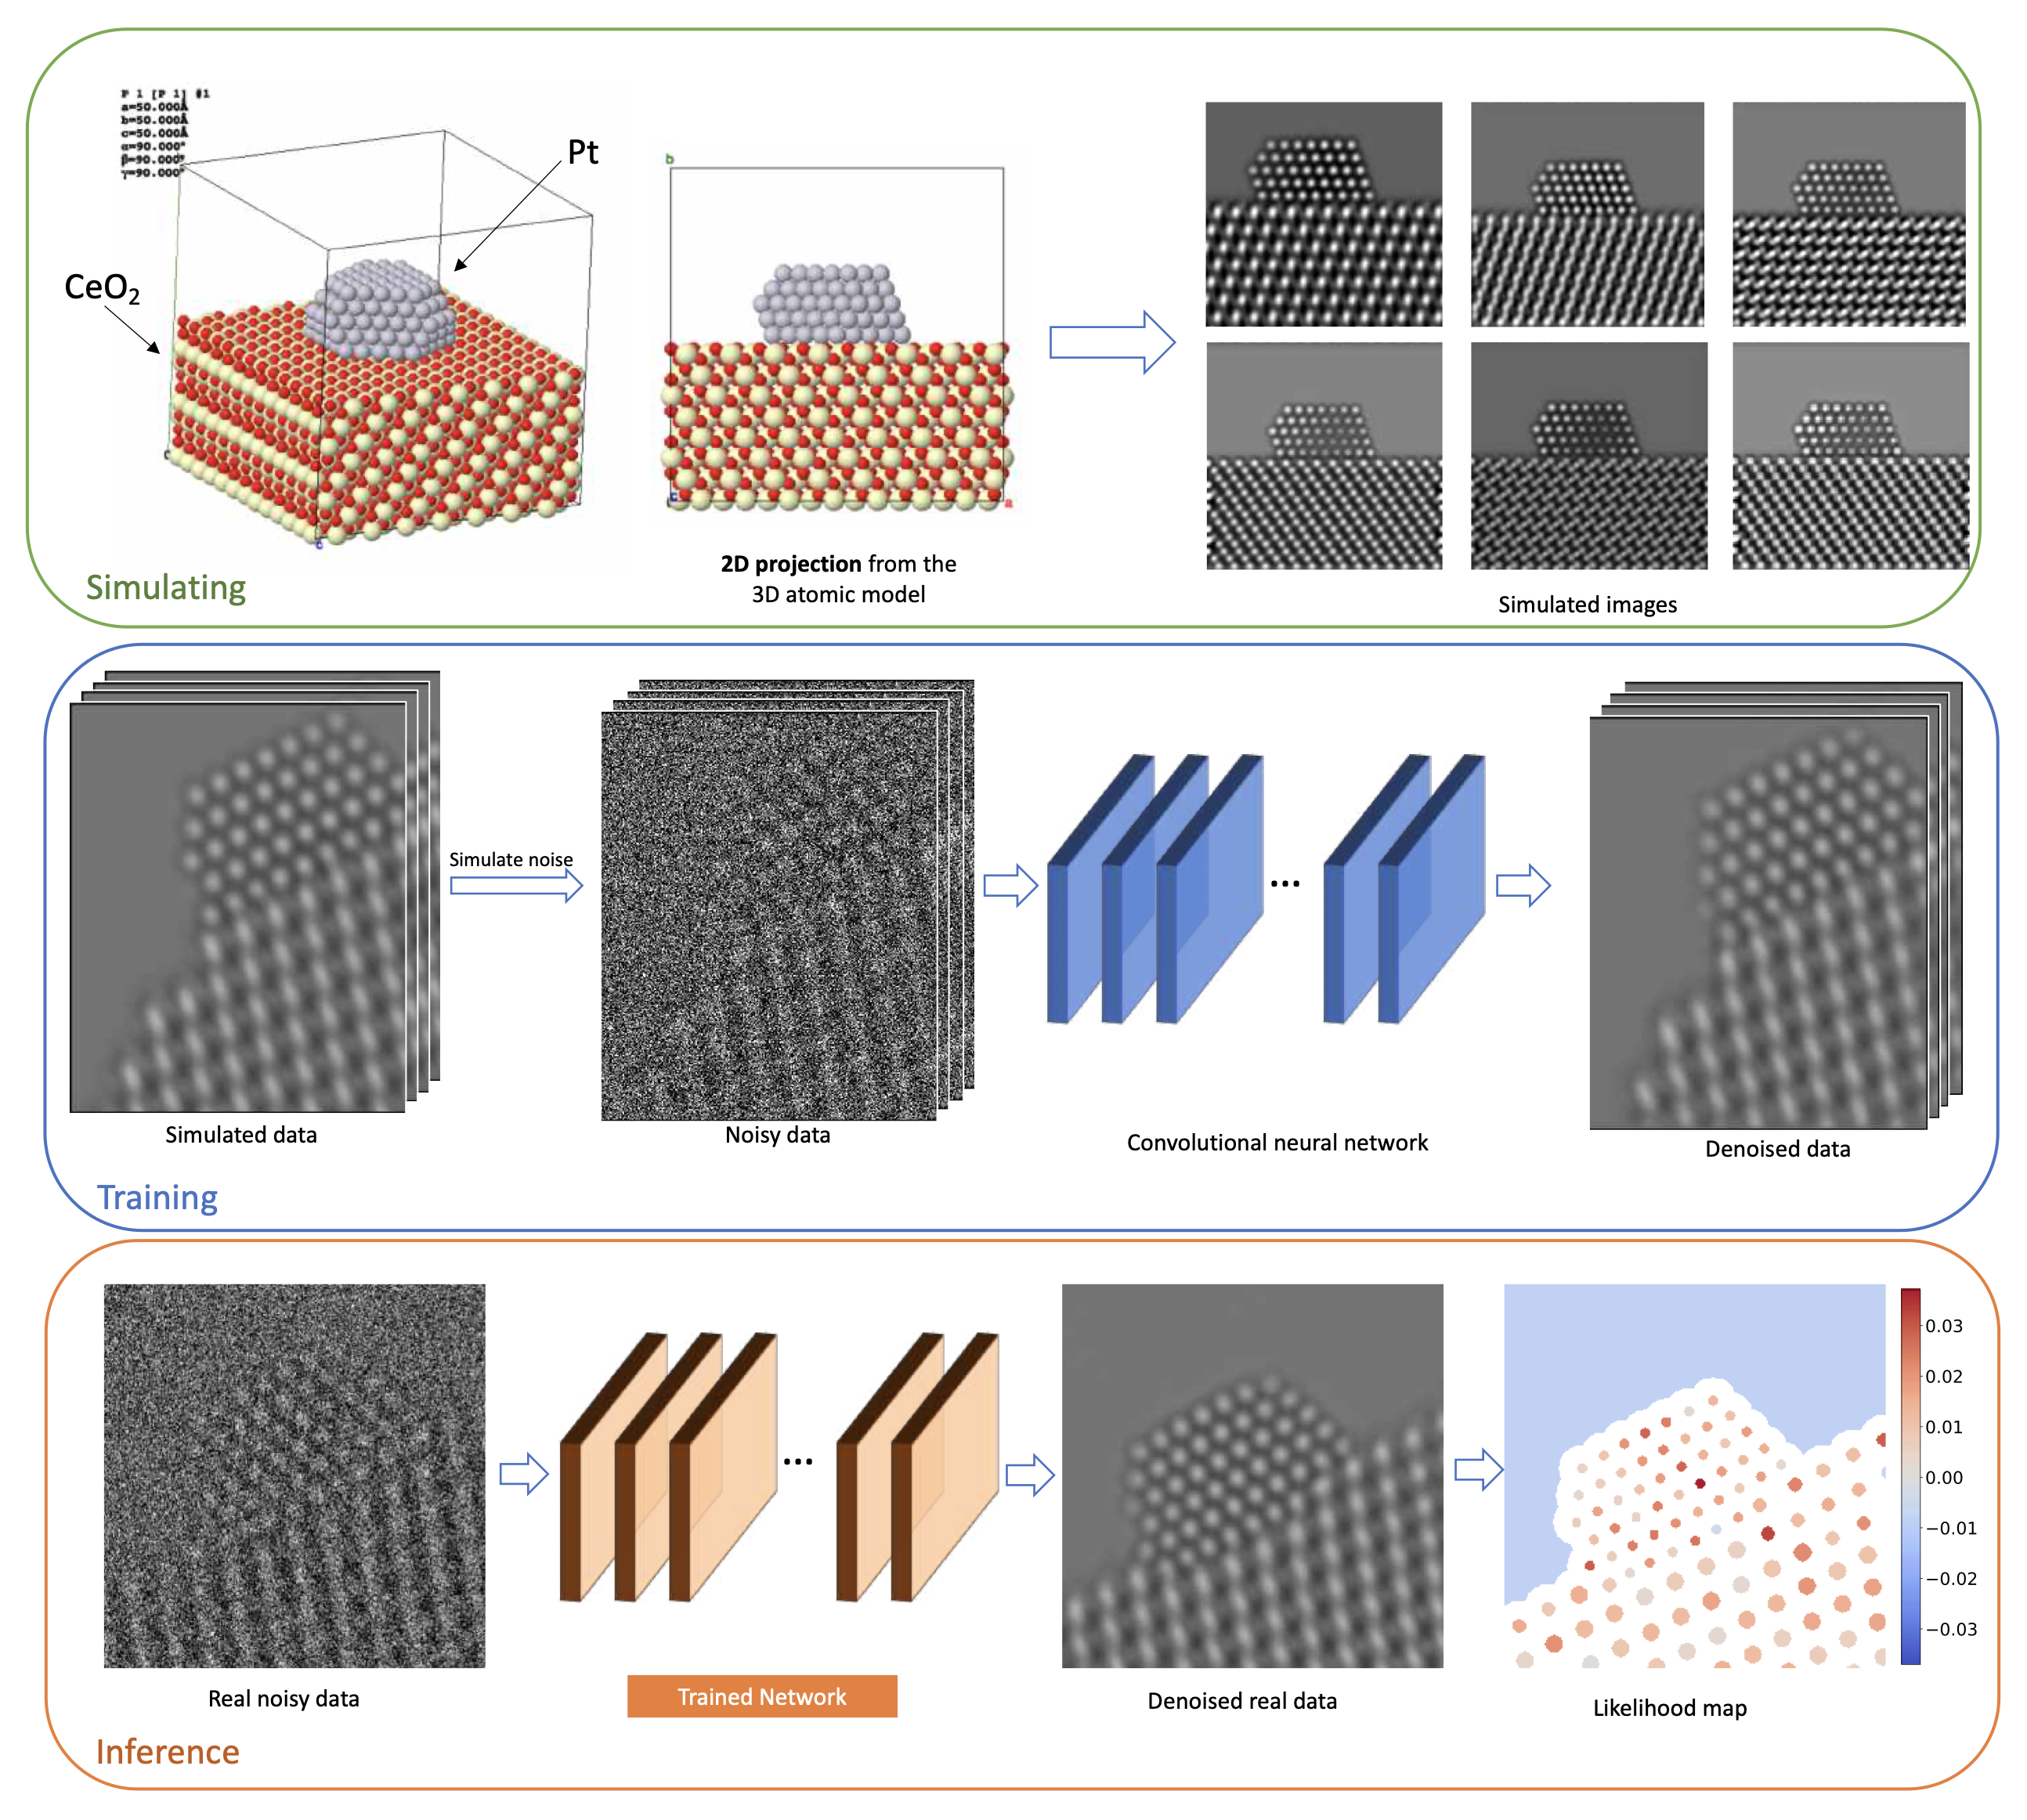 P 1 [P 1] #1
a=50.000Å
b=50.000Å
c=50.000Å
α=90.000°
β=90.000°
γ=90.000°
Pt
CeO₂
c
c
b
c
a
2D projection from the
3D atomic model
Simulated images
Simulating
Simulate noise
...
Simulated data
Noisy data
Convolutional neural network
Denoised data
Training
0.03
0.02
0.01
0.00
−0.01
−0.02
−0.03
...
Real noisy data
Trained Network
Denoised real data
Likelihood map
Inference